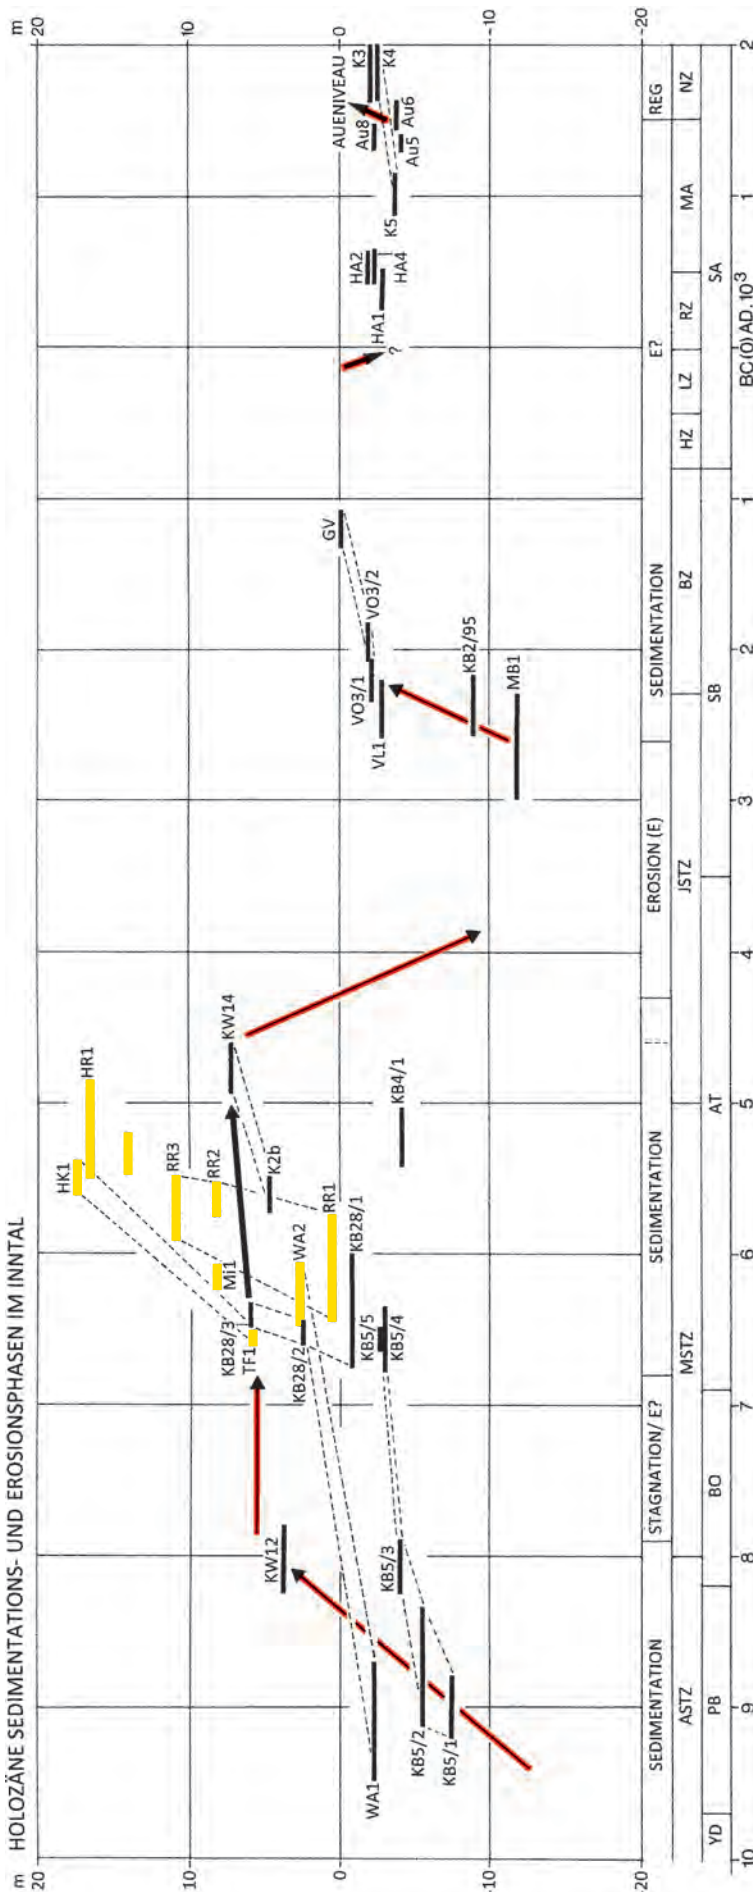 HOLOZÄNE SEDIMENTATIONS- UND EROSIONSPHASEN IM INNTAL
m
20
10
0
-10
-20
m
20
10
-0
-10
-20
HK1
HR1
RR3
RR2
Mi1
KB28/3
TF1
WA2
KB28/2
RR1
KB28/1
KB5/5
KB5/4
K2b
KW14
KB4/1
KW12
KB5/3
WA1
KB5/2
KB5/1
GV
VO3/2
VO3/1
VL1
KB2/95
MB1
?
HA2
HA4
HA1
AUENIVEAU
Au8
K3
K4
Au6
Au5
K5
SEDIMENTATION
STAGNATION/ E?
SEDIMENTATION
!!
EROSION (E)
SEDIMENTATION
E?
REG
ASTZ
MSTZ
JSTZ
BZ
HZ
LZ
RZ
MA
NZ
YD
PB
BO
AT
SB
SA
10
9
8
7
6
5
4
3
2
1
BC(0)AD.10³
1
2